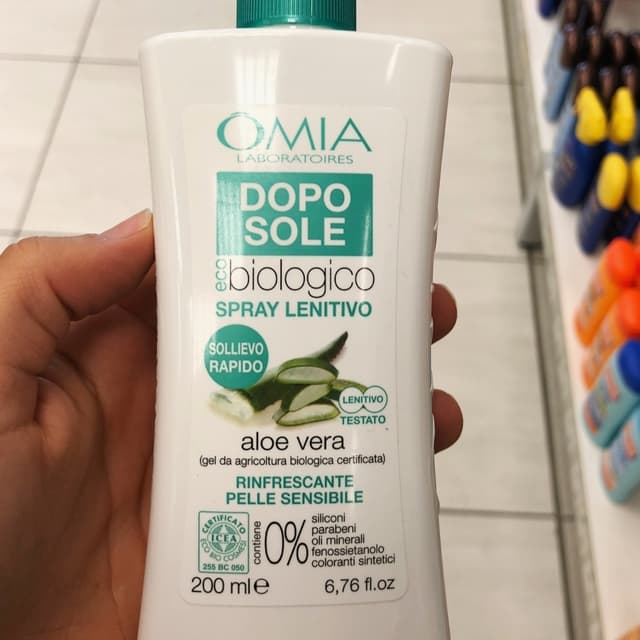 OMIA
LABORATOIRES
DOPO
SOLE
eco biologico
SPRAY LENITIVO
SOLLIEVO
RAPIDO
LENITIVO
TESTATO
aloe vera
(gel da agricoltura biologica certificata)
RINFRESCANTE
PELLE SENSIBILE
CERTIFICATO
ICEA
ECO BIO COSMESI
255 BC 050
contiene
0%
siliconi
parabeni
oli minerali
fenossietanolo
coloranti sintetici
200 ml e 6,76 fl.oz